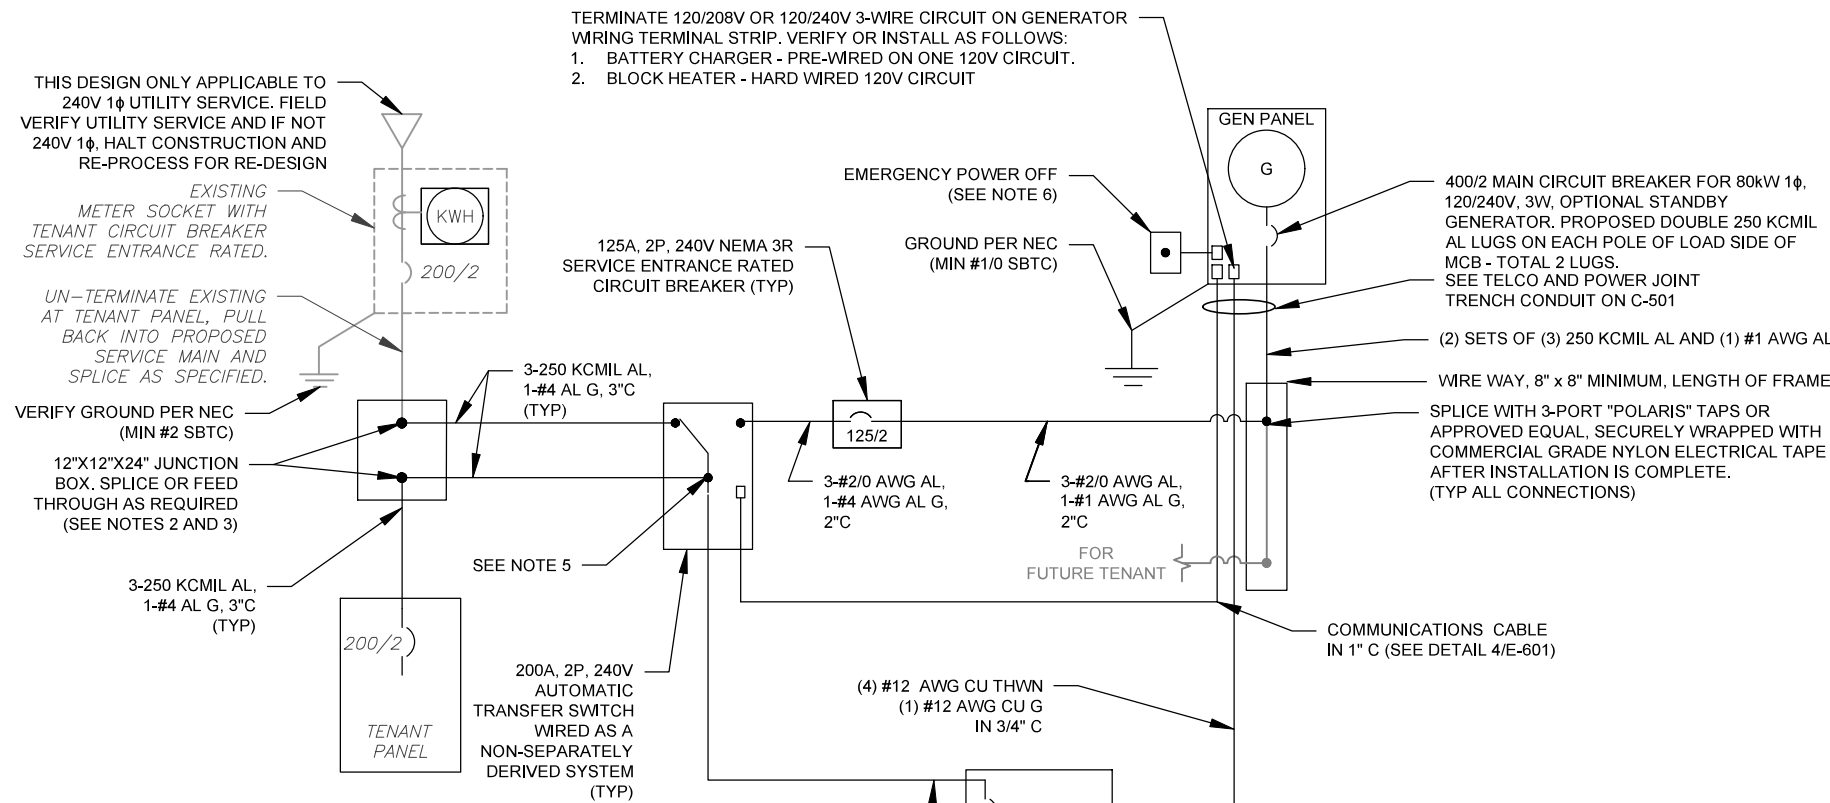 TERMINATE 120/208V OR 120/240V 3-WIRE CIRCUIT ON GENERATOR
WIRING TERMINAL STRIP. VERIFY OR INSTALL AS FOLLOWS:
1. BATTERY CHARGER - PRE-WIRED ON ONE 120V CIRCUIT.
2. BLOCK HEATER - HARD WIRED 120V CIRCUIT
THIS DESIGN ONLY APPLICABLE TO
240V 1ϕ UTILITY SERVICE. FIELD
VERIFY UTILITY SERVICE AND IF NOT
240V 1ϕ, HALT CONSTRUCTION AND
RE-PROCESS FOR RE-DESIGN
EXISTING
METER SOCKET WITH
TENANT CIRCUIT BREAKER
SERVICE ENTRANCE RATED.
KWH
200/2
UN-TERMINATE EXISTING
AT TENANT PANEL, PULL
BACK INTO PROPOSED
SERVICE MAIN AND
SPLICE AS SPECIFIED.
VERIFY GROUND PER NEC
(MIN #2 SBTC)
12"X12"X24" JUNCTION
BOX. SPLICE OR FEED
THROUGH AS REQUIRED
(SEE NOTES 2 AND 3)
3-250 KCMIL AL,
1-#4 AL G, 3"C
(TYP)
200/2
TENANT
PANEL
3-250 KCMIL AL,
1-#4 AL G, 3"C
(TYP)
SEE NOTE 5
200A, 2P, 240V
AUTOMATIC
TRANSFER SWITCH
WIRED AS A
NON-SEPARATELY
DERIVED SYSTEM
(TYP)
125A, 2P, 240V NEMA 3R
SERVICE ENTRANCE RATED
CIRCUIT BREAKER (TYP)
125/2
3-#2/0 AWG AL,
1-#4 AWG AL G,
2"C
3-#2/0 AWG AL,
1-#1 AWG AL G,
2"C
EMERGENCY POWER OFF
(SEE NOTE 6)
GROUND PER NEC
(MIN #1/0 SBTC)
GEN PANEL
G
400/2 MAIN CIRCUIT BREAKER FOR 80kW 1ϕ,
120/240V, 3W, OPTIONAL STANDBY
GENERATOR. PROPOSED DOUBLE 250 KCMIL
AL LUGS ON EACH POLE OF LOAD SIDE OF
MCB - TOTAL 2 LUGS.
SEE TELCO AND POWER JOINT
TRENCH CONDUIT ON C-501
(2) SETS OF (3) 250 KCMIL AL AND (1) #1 AWG AL
WIRE WAY, 8" x 8" MINIMUM, LENGTH OF FRAME
SPLICE WITH 3-PORT "POLARIS" TAPS OR
APPROVED EQUAL, SECURELY WRAPPED WITH
COMMERCIAL GRADE NYLON ELECTRICAL TAPE
AFTER INSTALLATION IS COMPLETE.
(TYP ALL CONNECTIONS)
FOR
FUTURE TENANT
COMMUNICATIONS CABLE
IN 1" C (SEE DETAIL 4/E-601)
(4) #12 AWG CU THWN
(1) #12 AWG CU G
IN 3/4" C